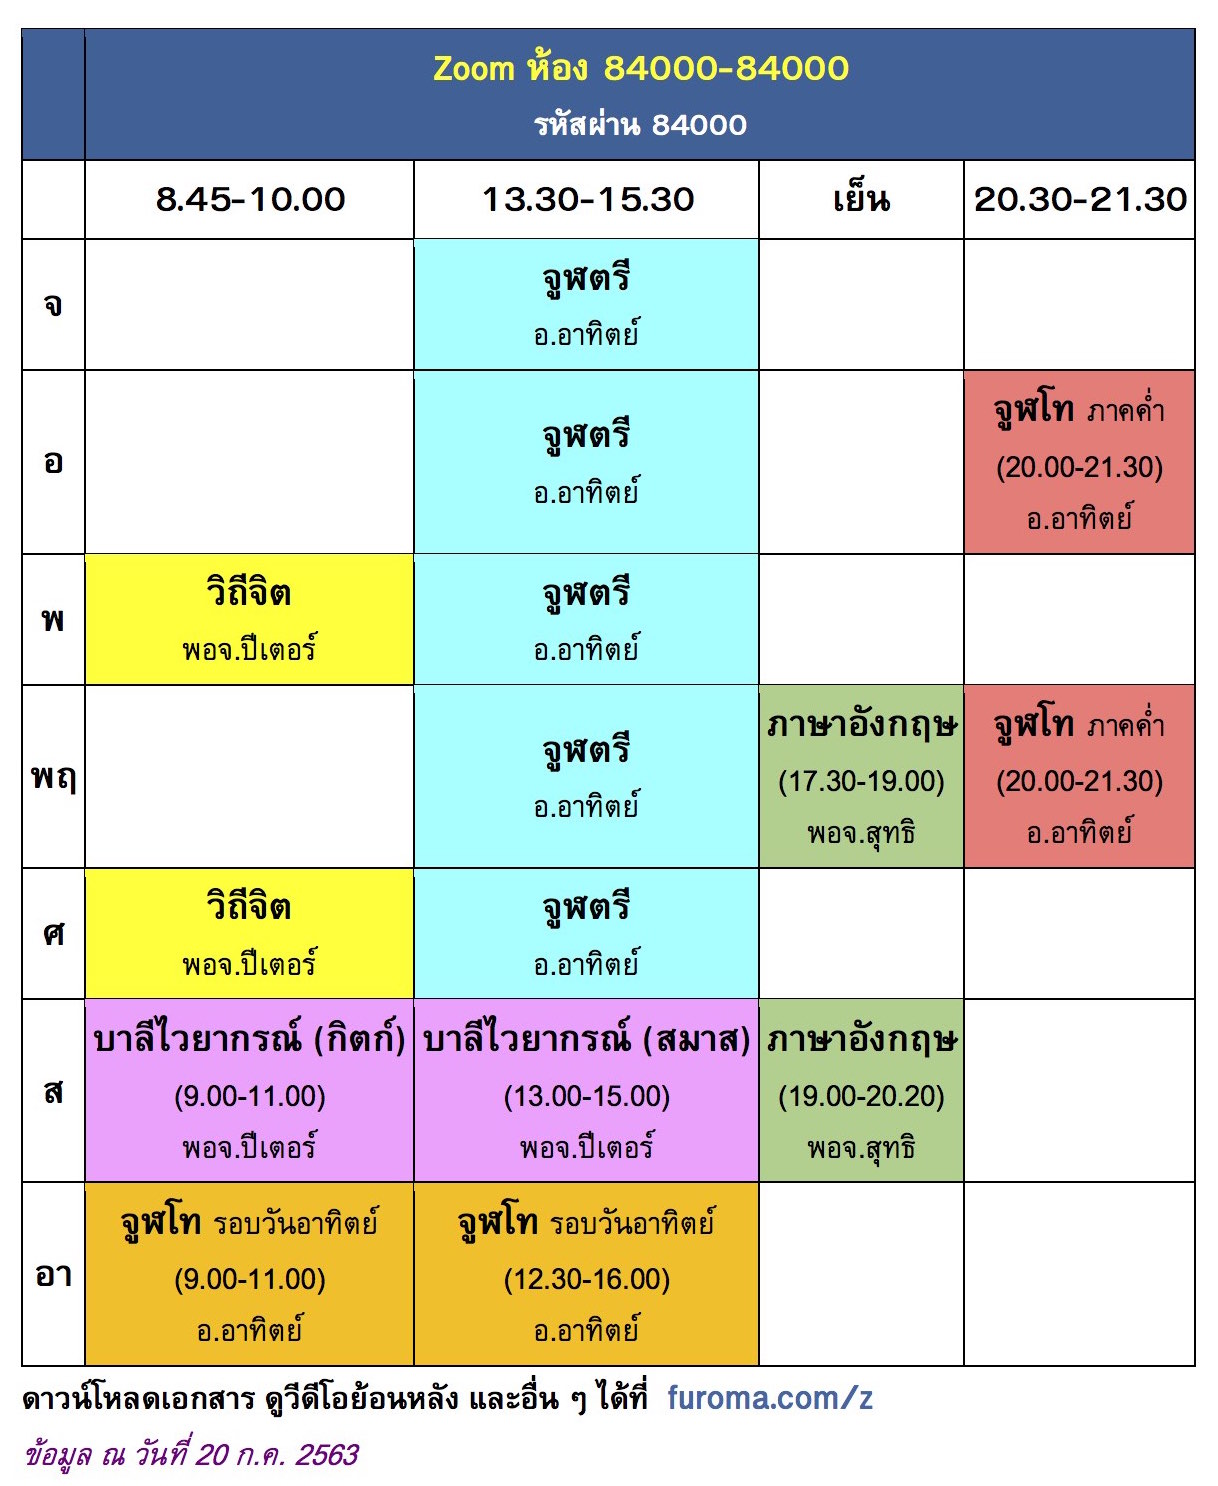 Zoom ห้อง 84000-84000
รหัสผ่าน 84000
8.45-10.00 13.30-15.30 เย็น 20.30-21.30
จ
จูฬตรี
อ.อาทิตย์
อ
จูฬตรี
อ.อาทิตย์
จูฬโท ภาคค่ำ
(20.00-21.30)
อ.อาทิตย์
พ
วิถีจิต
พอจ.ปีเตอร์
จูฬตรี
อ.อาทิตย์
พฤ
จูฬตรี
อ.อาทิตย์
ภาษาอังกฤษ
(17.30-19.00)
พอจ.สุทธิ
จูฬโท ภาคค่ำ
(20.00-21.30)
อ.อาทิตย์
ศ
วิถีจิต
พอจ.ปีเตอร์
จูฬตรี
อ.อาทิตย์
ส
บาลีไวยากรณ์ (กิตก์)
(9.00-11.00)
พอจ.ปีเตอร์
บาลีไวยากรณ์ (สมาส)
(13.00-15.00)
พอจ.ปีเตอร์
ภาษาอังกฤษ
(19.00-20.20)
พอจ.สุทธิ
อา
จูฬโท รอบวันอาทิตย์
(9.00-11.00)
อ.อาทิตย์
จูฬโท รอบวันอาทิตย์
(12.30-16.00)
อ.อาทิตย์
ดาวน์โหลดเอกสาร ดูวีดีโอย้อนหลัง และอื่น ๆ ได้ที่ furoma.com/z
ข้อมูล ณ วันที่ 20 ก.ค. 2563